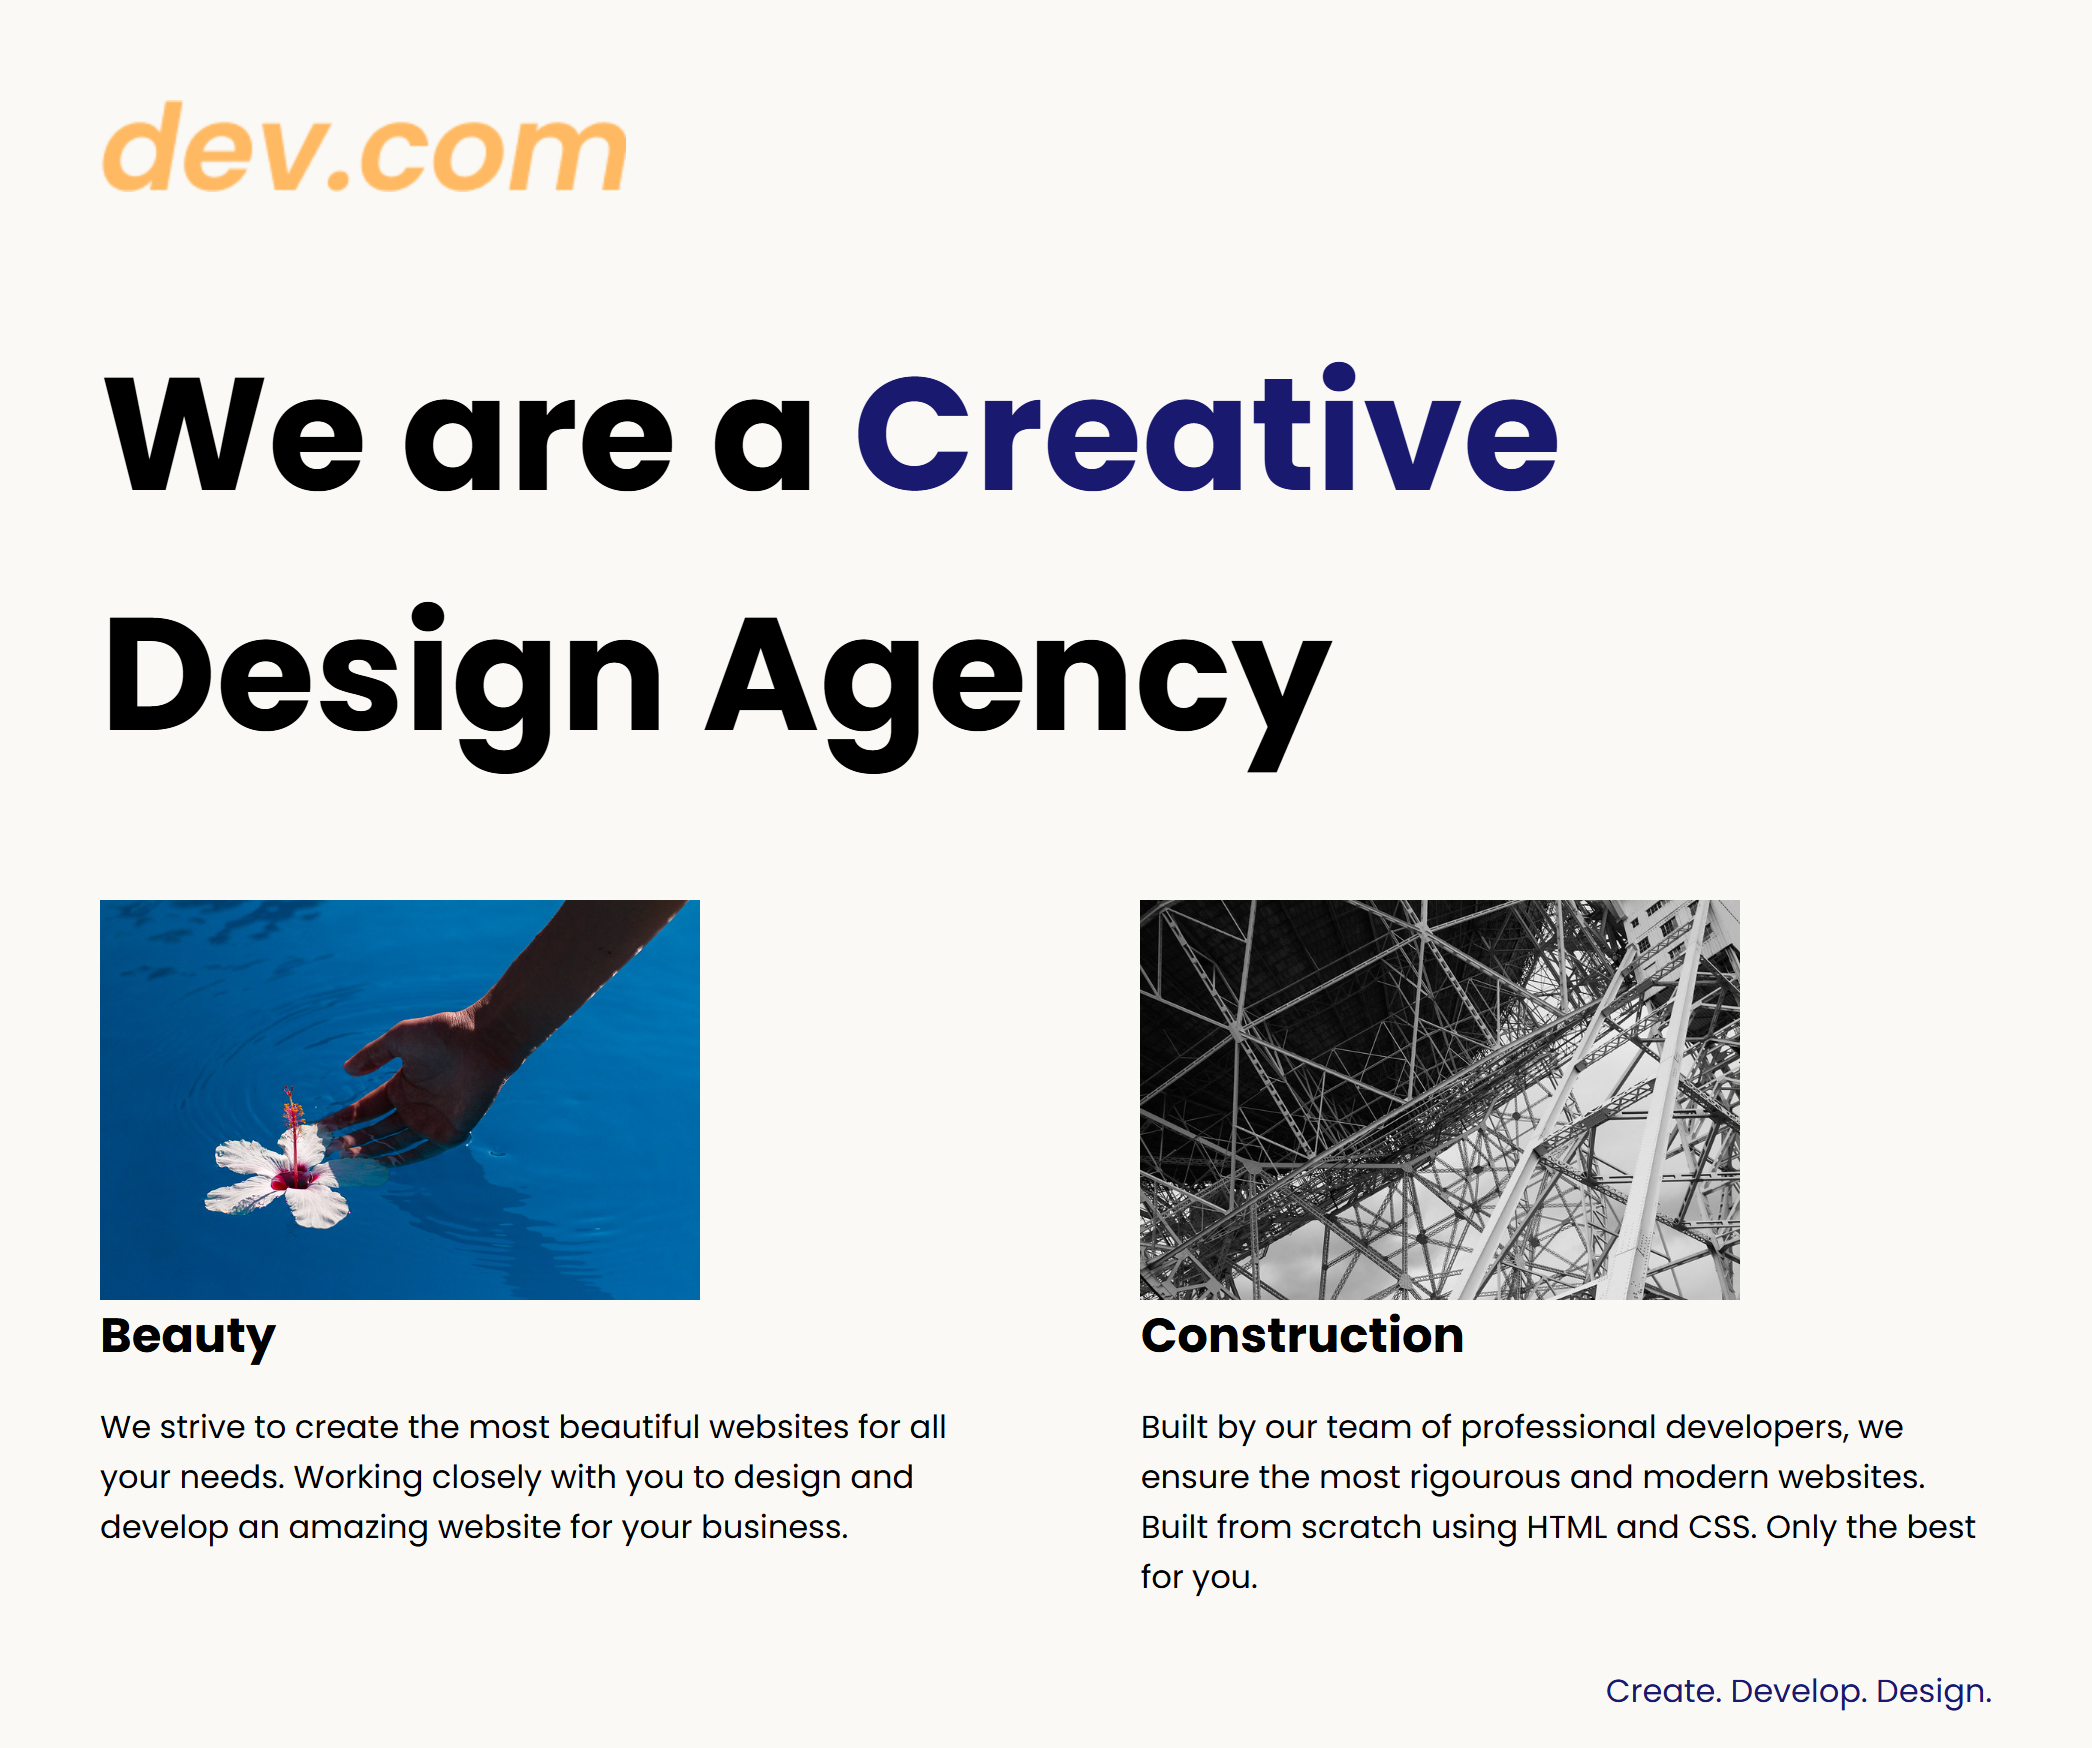 dev.com
We are a Creative
Design Agency
Beauty
We strive to create the most beautiful websites for all
your needs. Working closely with you to design and
develop an amazing website for your business.
Construction
Built by our team of professional developers, we
ensure the most rigourous and modern websites.
Built from scratch using HTML and CSS. Only the best
for you.
Create. Develop. Design.